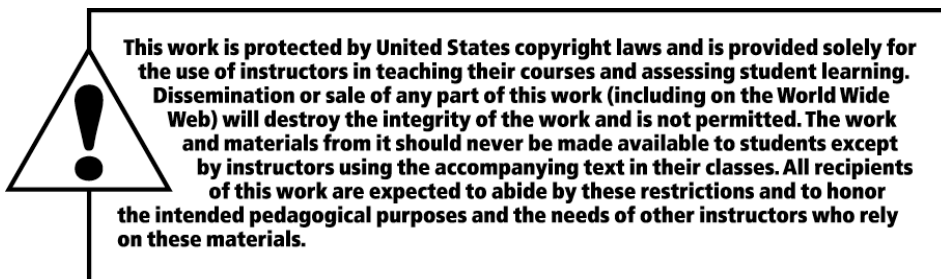 This work is protected by United States copyright laws and is provided solely for
the use of instructors in teaching their courses and assessing student learning.
Dissemination or sale of any part of this work (including on the World Wide
Web) will destroy the integrity of the work and is not permitted. The work
and materials from it should never be made available to students except
by instructors using the accompanying text in their classes. All recipients
of this work are expected to abide by these restrictions and to honor
the intended pedagogical purposes and the needs of other instructors who rely
on these materials.